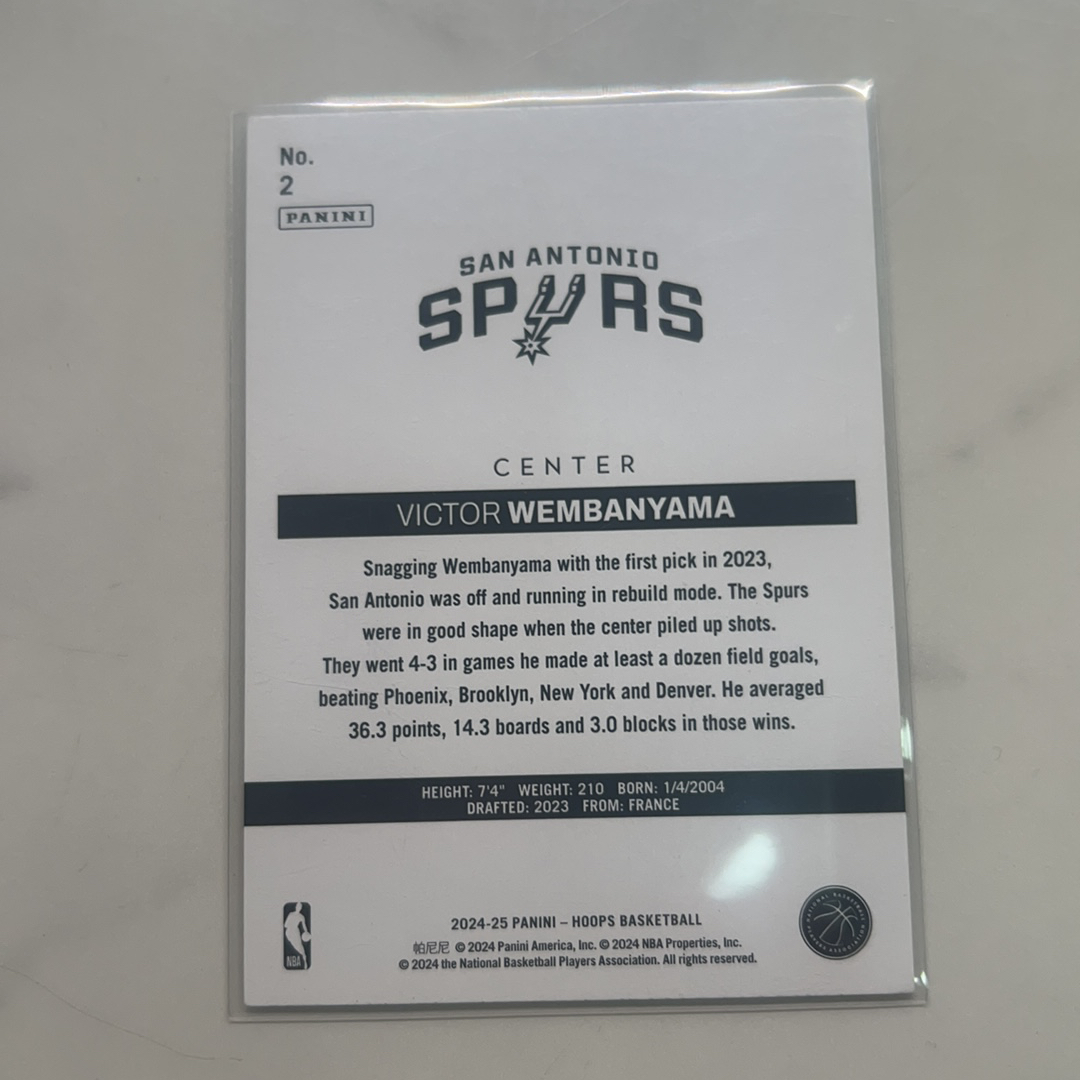 No.
2
PANINI
SAN ANTONIO
SPURS
CENTER
VICTOR WEMBANYAMA
Snagging Wembanyama with the first pick in 2023,
San Antonio was off and running in rebuild mode. The Spurs
were in good shape when the center piled up shots.
They went 4-3 in games he made at least a dozen field goals,
beating Phoenix, Brooklyn, New York and Denver. He averaged
36.3 points, 14.3 boards and 3.0 blocks in those wins.
HEIGHT: 7'4" WEIGHT: 210 BORN: 1/4/2004
DRAFTED: 2023 FROM: FRANCE
2024-25 PANINI – HOOPS BASKETBALL
帕尼尼 © 2024 Panini America, Inc. © 2024 NBA Properties, Inc.
© 2024 the National Basketball Players Association. All rights reserved.
NBA
NATIONAL BASKETBALL PLAYERS ASSOCIATION